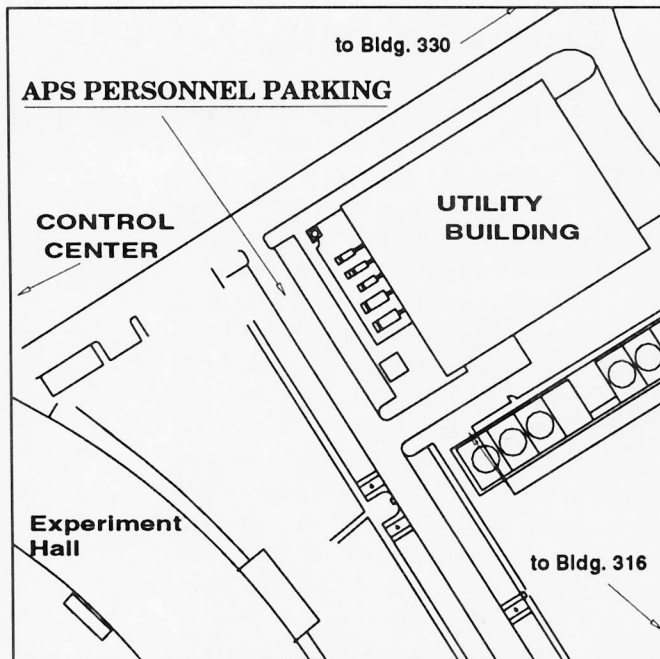 to Bldg. 330
APS PERSONNEL PARKING
CONTROL
CENTER
UTILITY
BUILDING
Experiment
Hall
to Bldg. 316